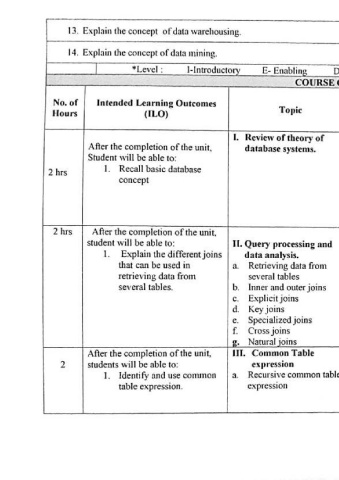 13. Explain the concept of data warehousing.
14. Explain the concept of data mining.
*Level : I-Introductory E- Enabling D
COURSE
No. of Hours
Intended Learning Outcomes (ILO)
Topic
2 hrs
After the completion of the unit,
Student will be able to:
1. Recall basic database
concept
I. Review of theory of
database systems.
2 hrs
After the completion of the unit,
student will be able to:
1. Explain the different joins
that can be used in
retrieving data from
several tables.
II. Query processing and
data analysis.
a. Retrieving data from
several tables
b. Inner and outer joins
c. Explicit joins
d. Key joins
e. Specialized joins
f. Cross joins
g. Natural joins
2
After the completion of the unit,
students will be able to:
1. Identify and use common
table expression.
III. Common Table
expression
a. Recursive common table
expression